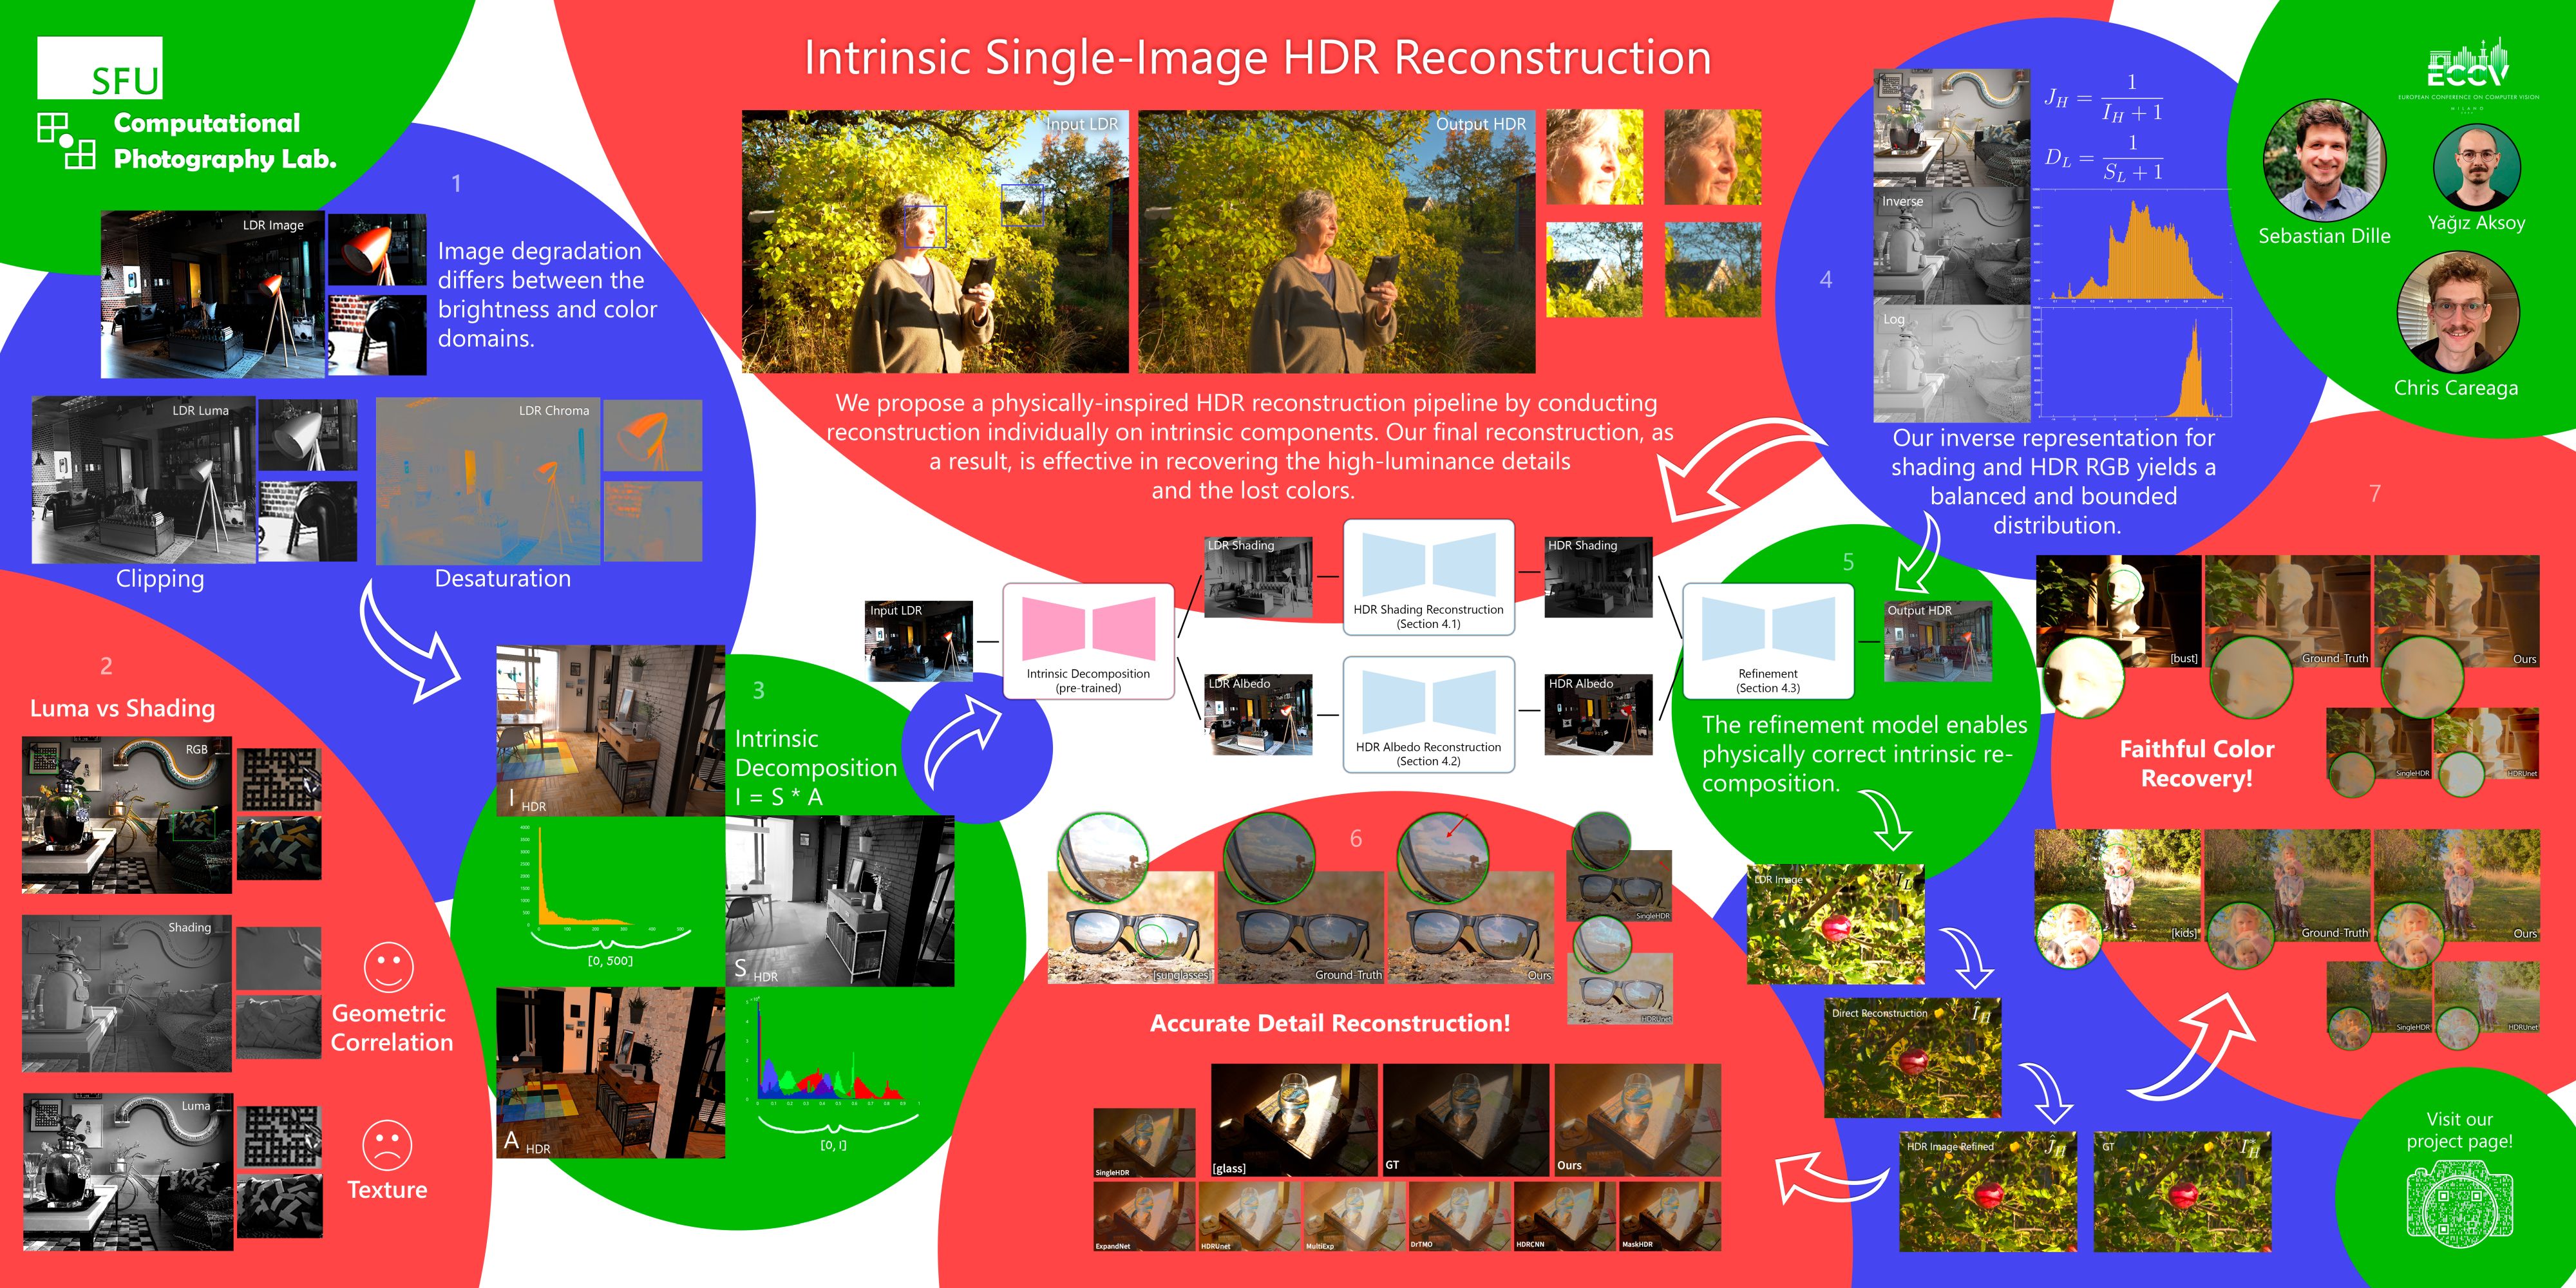 SFU
Computational
Photography Lab.
Intrinsic Single-Image HDR Reconstruction
Input LDR
Output HDR
We propose a physically-inspired HDR reconstruction pipeline by conducting
reconstruction individually on intrinsic components. Our final reconstruction, as
a result, is effective in recovering the high-luminance details
and the lost colors.
ECCV
EUROPEAN CONFERENCE ON COMPUTER VISION
MILANO
Sebastian Dille
Yağız Aksoy
Chris Careaga
1
LDR Image
Image degradation
differs between the
brightness and color
domains.
LDR Luma
LDR Chroma
Clipping
Desaturation
2
Luma vs Shading
RGB
Shading
Geometric
Correlation
Luma
Texture
3
Intrinsic
Decomposition
I = S * A
I HDR
[0, 500]
S HDR
A HDR
[0, 1]
Input LDR
Intrinsic Decomposition
(pre-trained)
LDR Shading
HDR Shading Reconstruction
(Section 4.1)
HDR Shading
LDR Albedo
HDR Albedo Reconstruction
(Section 4.2)
HDR Albedo
Refinement
(Section 4.3)
Output HDR
4
J_H = 1 / (I_H + 1)
D_L = 1 / (S_L + 1)
Inverse
Log
Our inverse representation for
shading and HDR RGB yields a
balanced and bounded
distribution.
5
The refinement model enables
physically correct intrinsic re-
composition.
LDR Image I_L
Direct Reconstruction Î_H
HDR Image Refined
GT
6
[sunglasses]
Ground-Truth
Ours
SingleHDR
HDRUnet
Accurate Detail Reconstruction!
SingleHDR
[glass]
GT
Ours
ExpandNet
HDRUnet
MultiExp
DrTMO
HDRCNN
MaskHDR
7
[bust]
Ground-Truth
Ours
SingleHDR
HDRUnet
Faithful Color
Recovery!
[kids]
Ground-Truth
Ours
SingleHDR
HDRUnet
Visit our
project page!